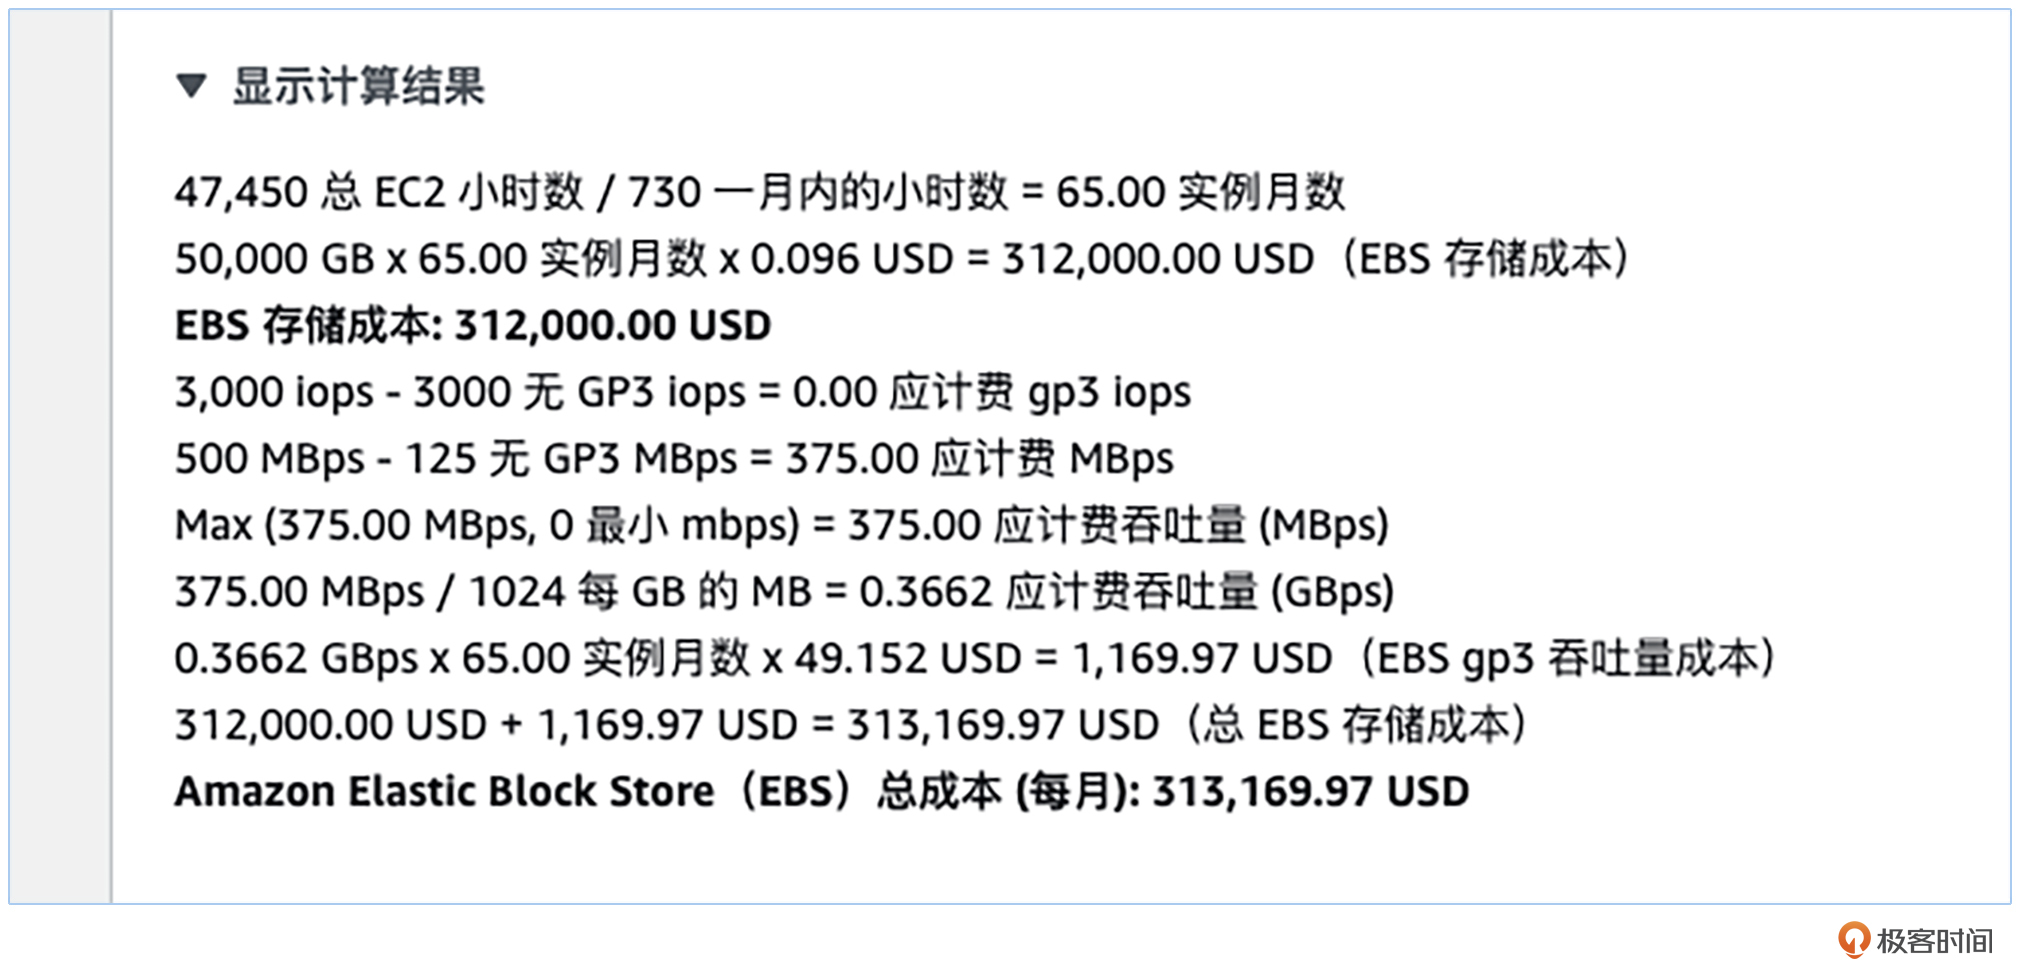 ▼ 显示计算结果
47,450 总 EC2 小时数 / 730 一月内的小时数 = 65.00 实例月数
50,000 GB x 65.00 实例月数 x 0.096 USD = 312,000.00 USD（EBS 存储成本）
EBS 存储成本: 312,000.00 USD
3,000 iops - 3000 无 GP3 iops = 0.00 应计费 gp3 iops
500 MBps - 125 无 GP3 MBps = 375.00 应计费 MBps
Max (375.00 MBps, 0 最小 mbps) = 375.00 应计费吞吐量 (MBps)
375.00 MBps / 1024 每 GB 的 MB = 0.3662 应计费吞吐量 (GBps)
0.3662 GBps x 65.00 实例月数 x 49.152 USD = 1,169.97 USD（EBS gp3 吞吐量成本）
312,000.00 USD + 1,169.97 USD = 313,169.97 USD（总 EBS 存储成本）
Amazon Elastic Block Store（EBS）总成本 (每月): 313,169.97 USD
极客时间